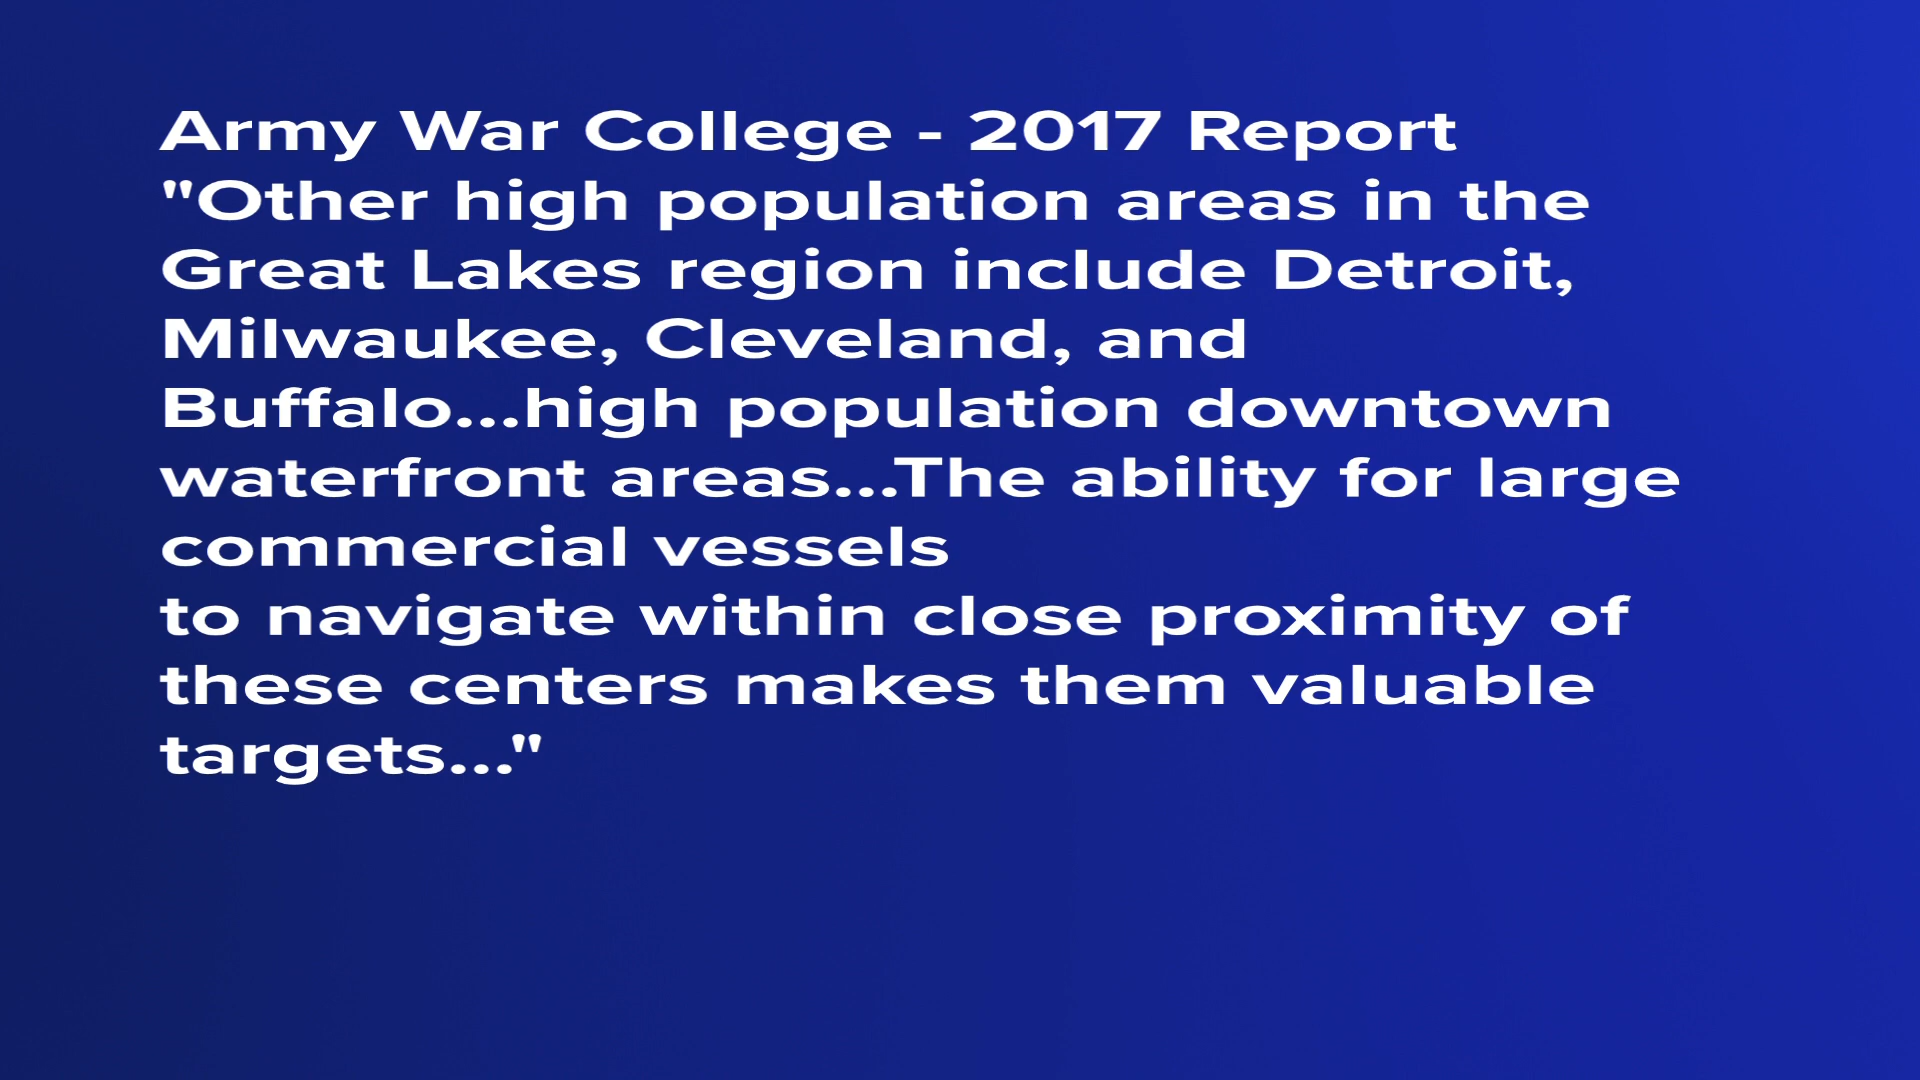 Army War College - 2017 Report
"Other high population areas in the
Great Lakes region include Detroit,
Milwaukee, Cleveland, and
Buffalo...high population downtown
waterfront areas...The ability for large
commercial vessels
to navigate within close proximity of
these centers makes them valuable
targets..."